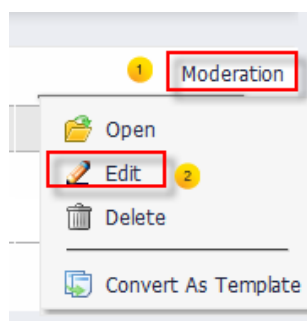 1 Moderation
Open
Edit 2
Delete
Convert As Template